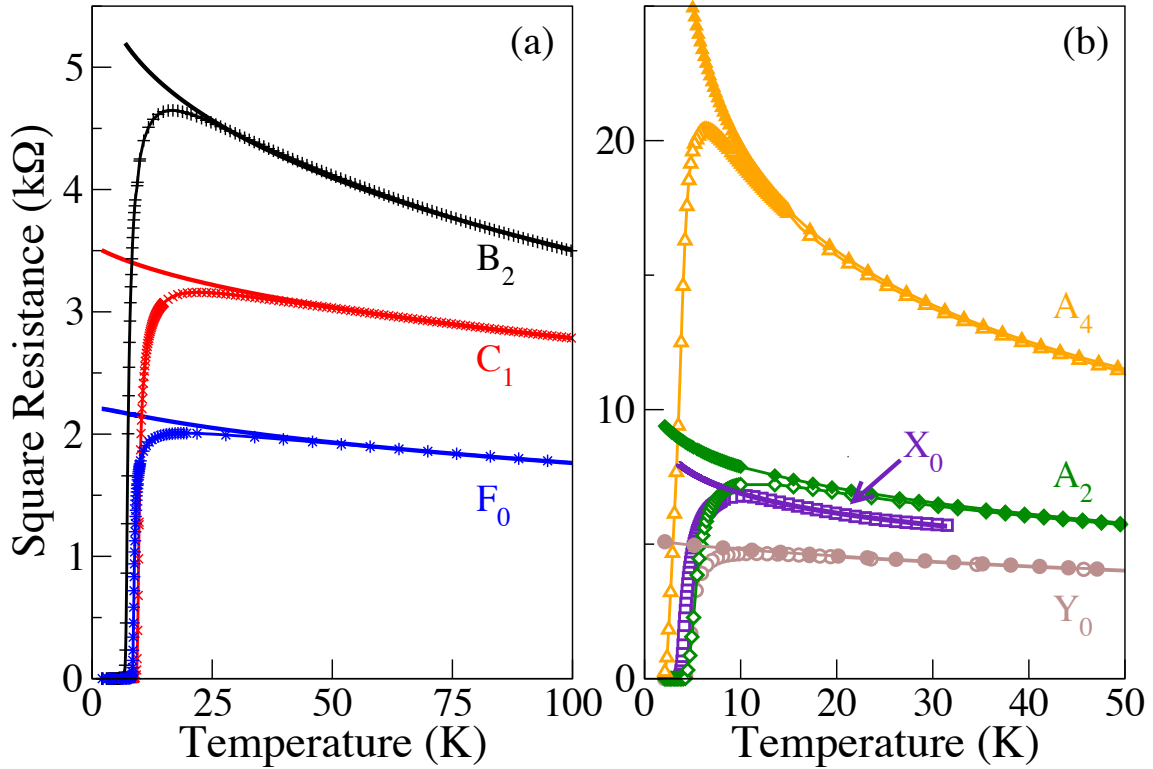 (a)
(b)
Square Resistance (kΩ)
5
4
3
2
1
0
B₂
C₁
F₀
0
25
50
75
100
Temperature (K)
20
10
0
A₄
X₀
A₂
Y₀
0
10
20
30
40
50
Temperature (K)